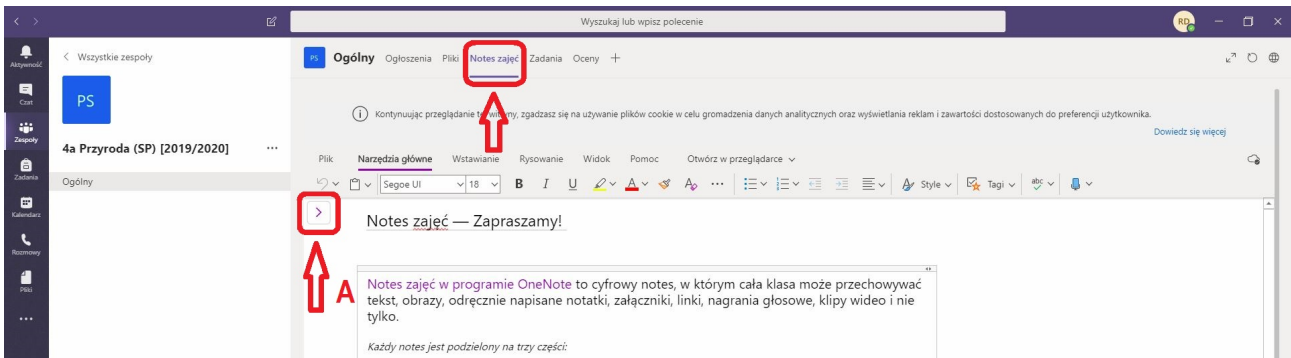 Wyszukaj lub wpisz polecenie
RD
Aktywność
Czat
Zespoły
Zadania
Kalendarz
Rozmowy
Pliki
Wszystkie zespoły
PS
4a Przyroda (SP) [2019/2020]
Ogólny
PS Ogólny Ogłoszenia Pliki Notes zajęć Zadania Oceny
Kontynuując przeglądanie tej witryny, zgadzasz się na używanie plików cookie w celu gromadzenia danych analitycznych oraz wyświetlania reklam i zawartości dostosowanych do preferencji użytkownika.
Dowiedz się więcej
Plik Narzędzia główne Wstawianie Rysowanie Widok Pomoc Otwórz w przeglądarce
Segoe UI 18 B I U A A Style Tagi abc
Notes zajęć — Zapraszamy!
A
Notes zajęć w programie OneNote to cyfrowy notes, w którym cała klasa może przechowywać
tekst, obrazy, odręcznie napisane notatki, załączniki, linki, nagrania głosowe, klipy wideo i nie
tylko.
Każdy notes jest podzielony na trzy części: